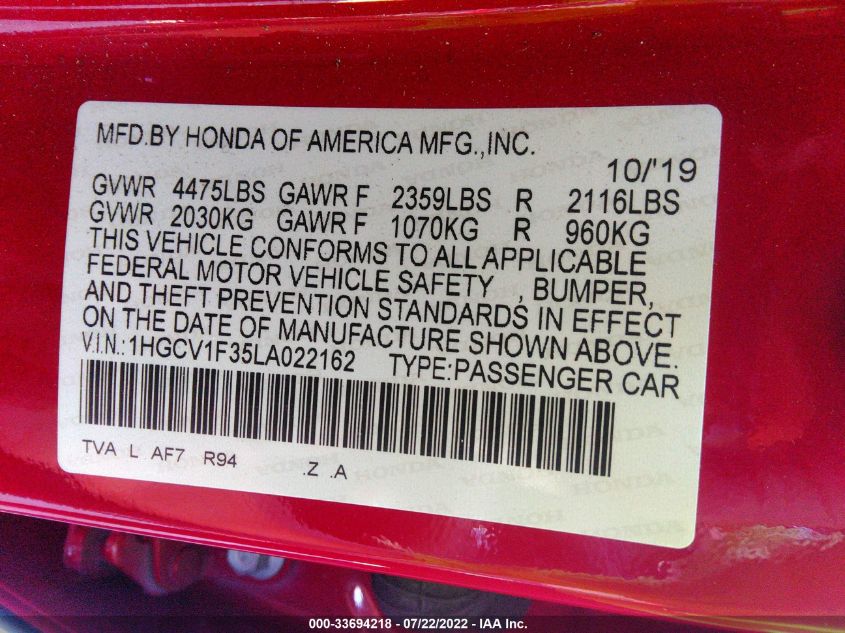 MFD.BY HONDA OF AMERICA MFG.,INC.
10/'19
GVWR 4475LBS GAWR F 2359LBS R 2116LBS
GVWR 2030KG GAWR F 1070KG R 960KG
THIS VEHICLE CONFORMS TO ALL APPLICABLE
FEDERAL MOTOR VEHICLE SAFETY , BUMPER,
AND THEFT PREVENTION STANDARDS IN EFFECT
ON THE DATE OF MANUFACTURE SHOWN ABOVE.
V.I.N.:1HGCV1F35LA022162 TYPE:PASSENGER CAR
TVA L AF7 R94 .Z .A
000-33694218 - 07/22/2022 - IAA Inc.